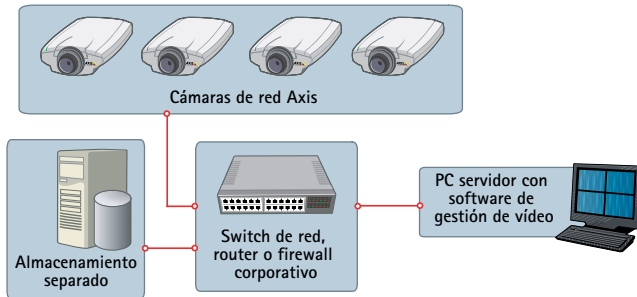 Cámaras de red Axis
Almacenamiento
separado
Switch de red,
router o firewall
corporativo
PC servidor con
software de
gestión de vídeo